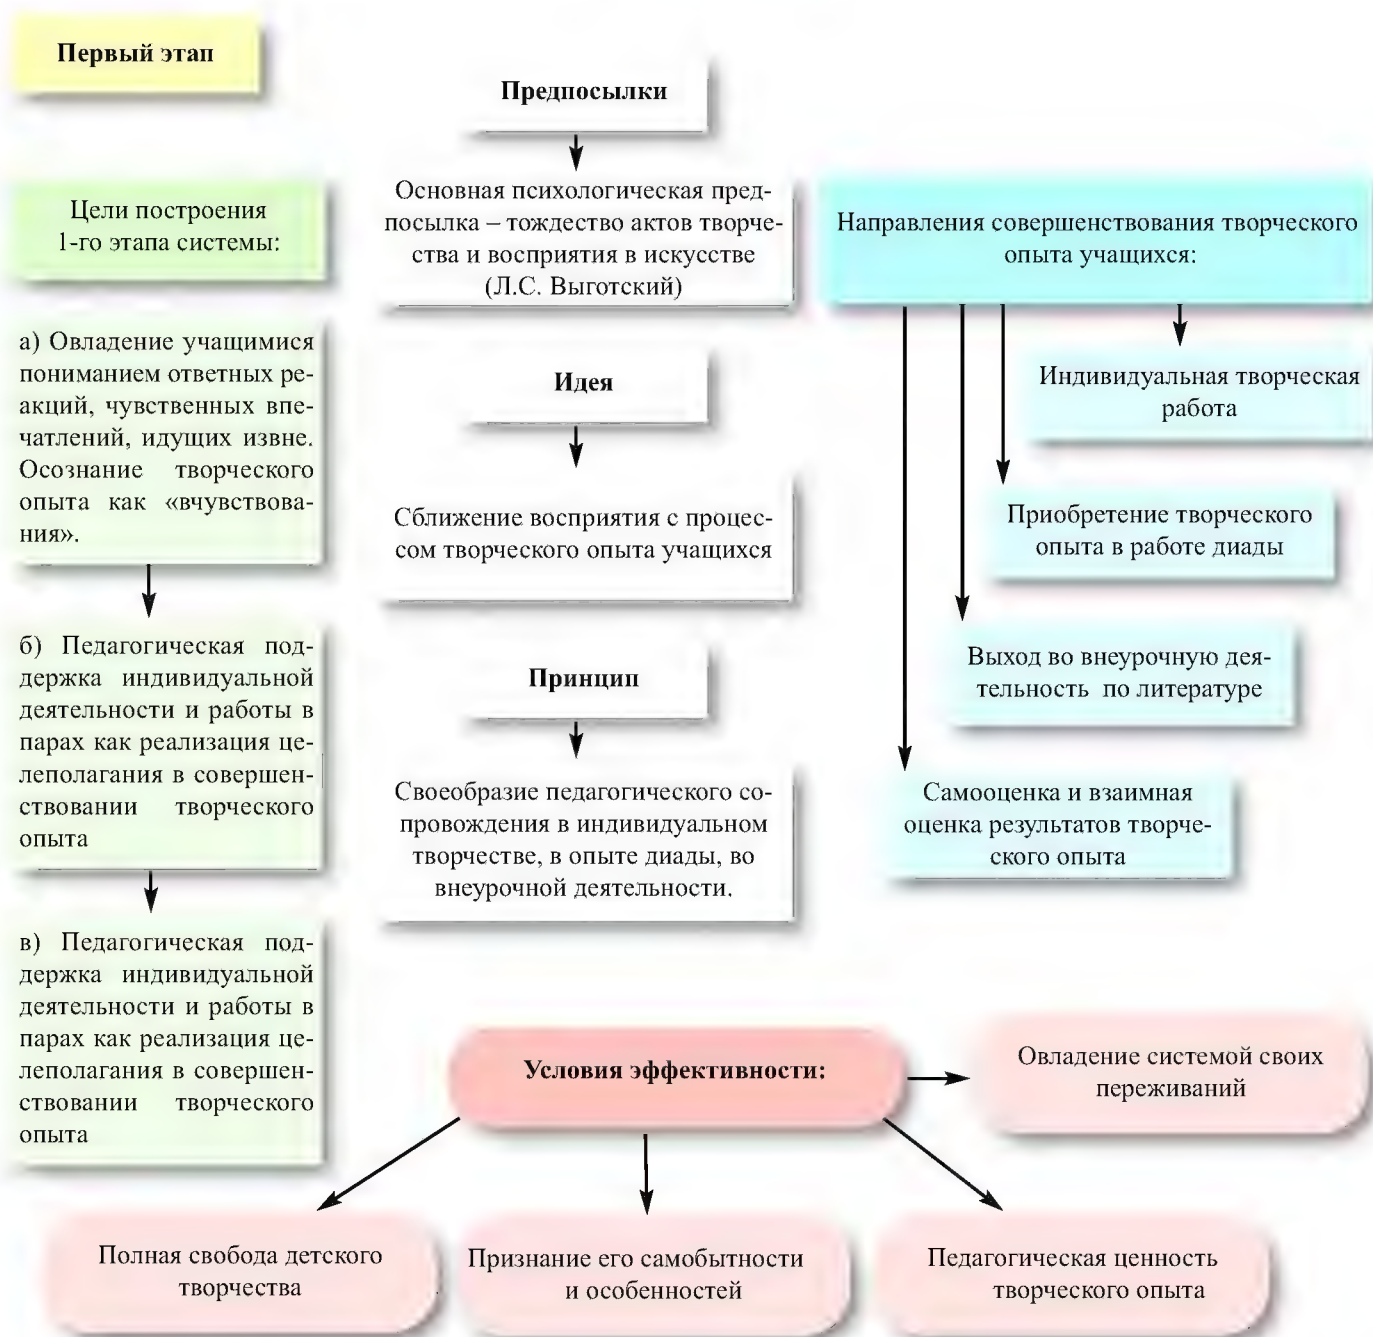 Первый этап
Цели построения
1-го этапа системы:
а) Овладение учащимися
пониманием ответных ре-
акций, чувственных впе-
чатлений, идущих извне.
Осознание творческого
опыта как «вчувствова-
ния».
б) Педагогическая под-
держка индивидуальной
деятельности и работы в
парах как реализация це-
леполагания в совершен-
ствовании творческого
опыта
в) Педагогическая под-
держка индивидуальной
деятельности и работы в
парах как реализация це-
леполагания в совершен-
ствовании творческого
опыта
Предпосылки
Основная психологическая пред-
посылка – тождество актов творче-
ства и восприятия в искусстве
(Л.С. Выготский)
Идея
Сближение восприятия с процес-
сом творческого опыта учащихся
Принцип
Своеобразие педагогического со-
провождения в индивидуальном
творчестве, в опыте диады, во
внеурочной деятельности.
Направления совершенствования творческого
опыта учащихся:
Индивидуальная творческая
работа
Приобретение творческого
опыта в работе диады
Выход во внеурочную дея-
тельность по литературе
Самооценка и взаимная
оценка результатов творче-
ского опыта
Условия эффективности:
Овладение системой своих
переживаний
Полная свобода детского
творчества
Признание его самобытности
и особенностей
Педагогическая ценность
творческого опыта